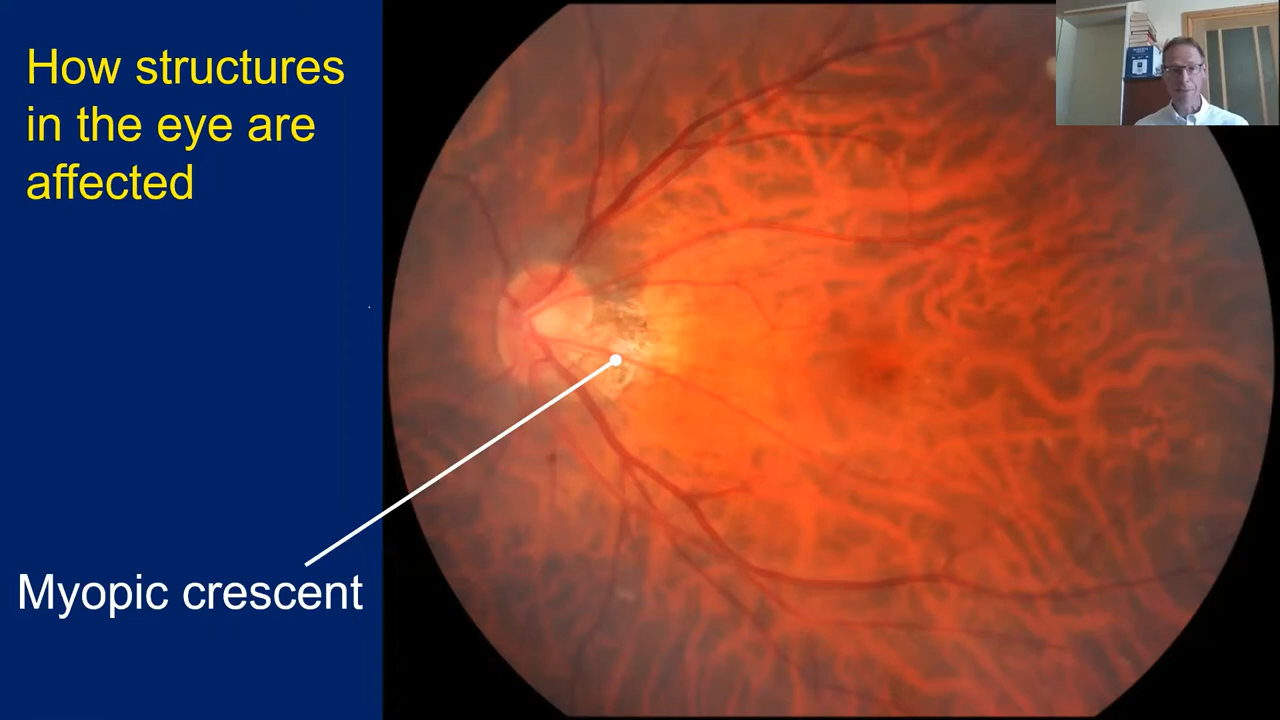 How structures
in the eye are
affected
Myopic crescent